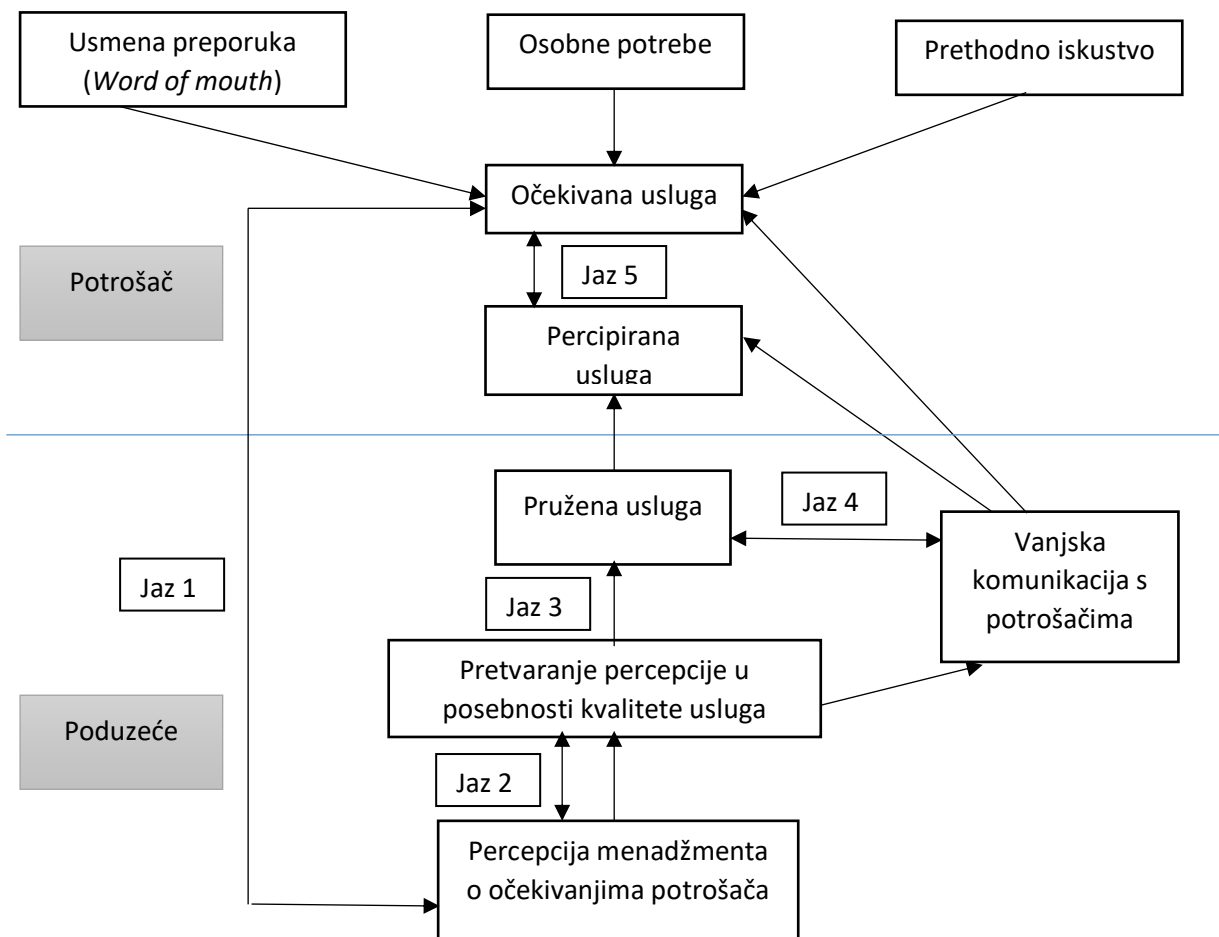 Usmena preporuka
(Word of mouth)
Osobne potrebe
Prethodno iskustvo
Očekivana usluga
Potrošač
Jaz 5
Percipirana
usluga
Pružena usluga
Jaz 4
Vanjska
komunikacija s
potrošačima
Jaz 1
Jaz 3
Pretvaranje percepcije u
posebnosti kvalitete usluga
Poduzeće
Jaz 2
Percepcija menadžmenta
o očekivanjima potrošača